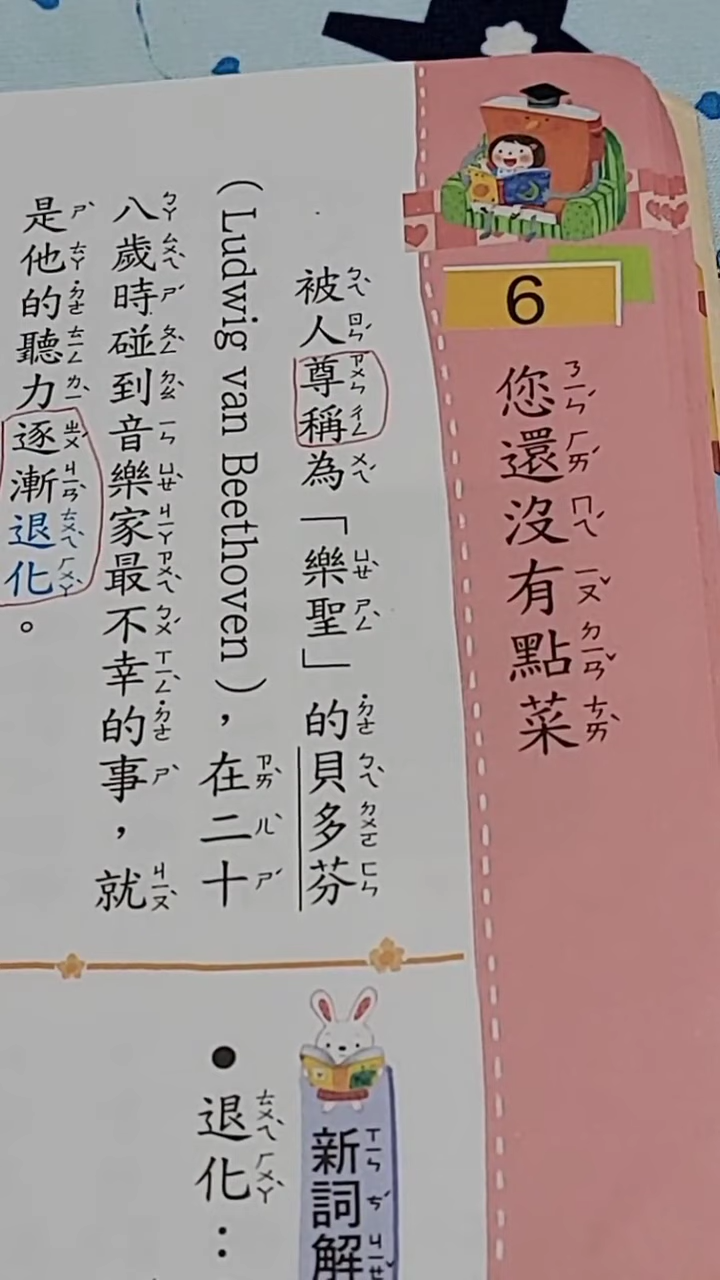 6
您還沒有點菜
被人尊稱為「樂聖」的貝多芬
(Ludwig van Beethoven),在二十
八歲時碰到音樂家最不幸的事,就
是他的聽力逐漸退化。
新詞解
●退化: